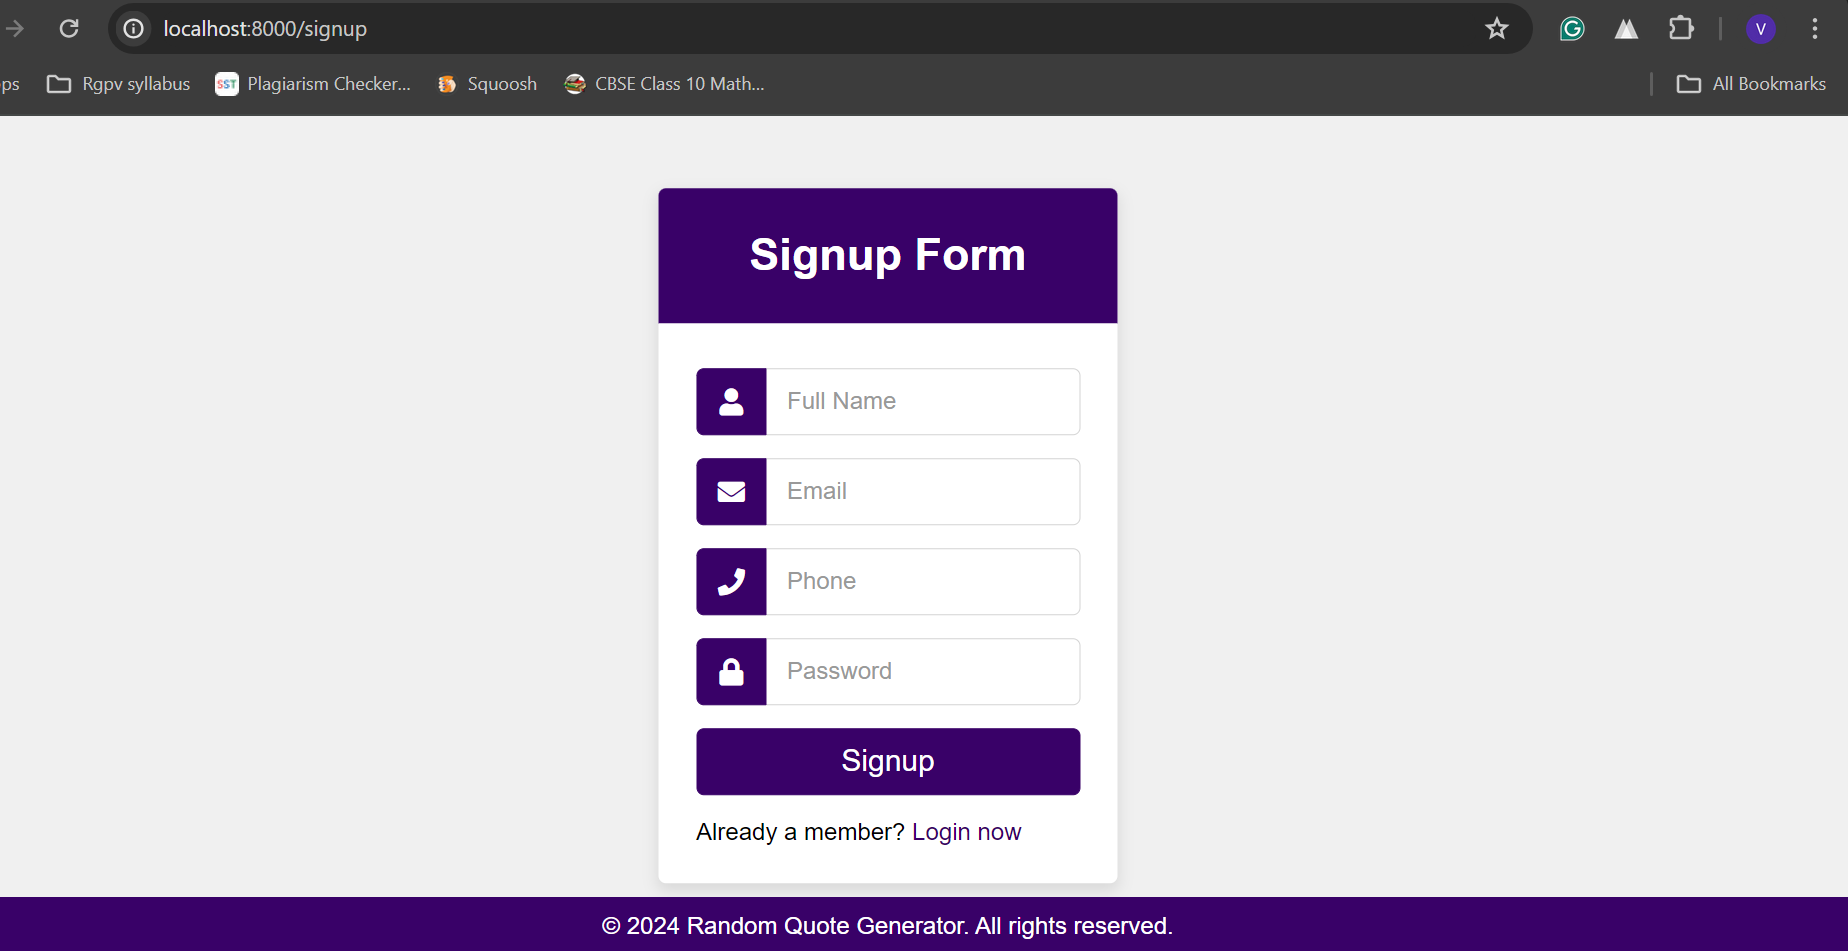 localhost:8000/signup
V
ps
Rgpv syllabus
SST
Plagiarism Checker...
Squoosh
CBSE Class 10 Math...
All Bookmarks
Signup Form
Full Name
Email
Phone
Password
Signup
Already a member? Login now
© 2024 Random Quote Generator. All rights reserved.